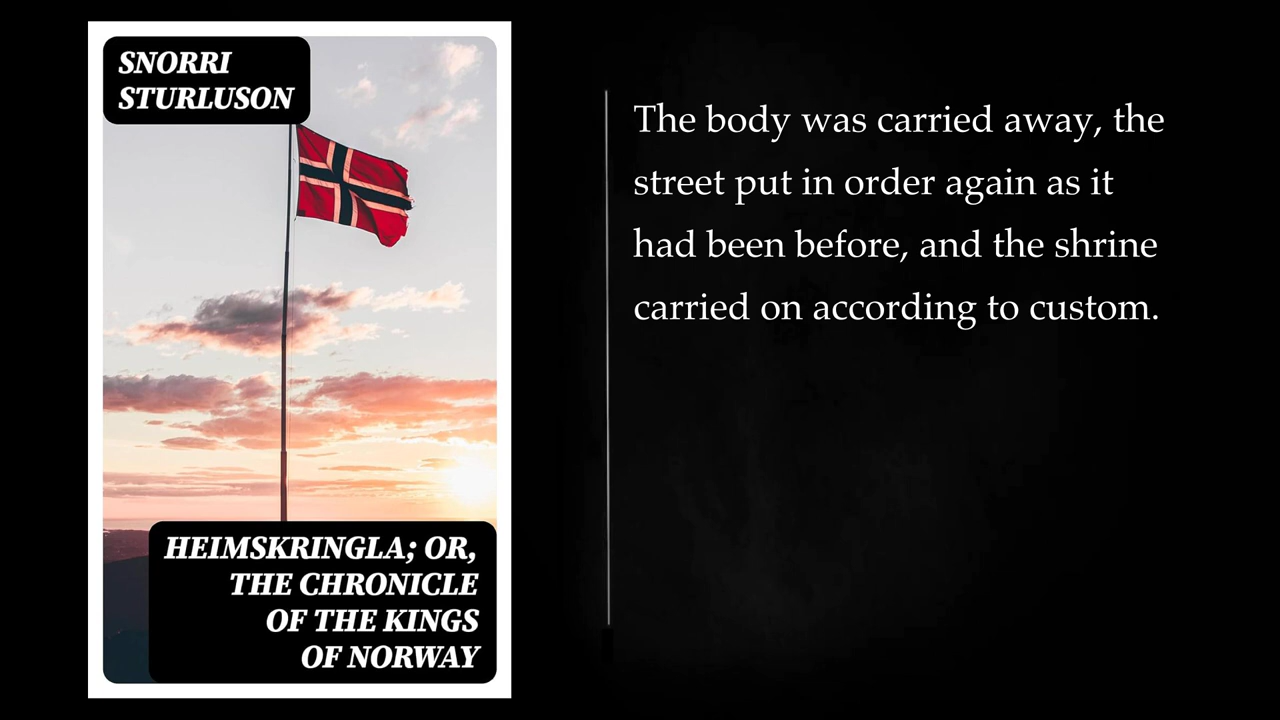 SNORRI
STURLUSON
HEIMSKRINGLA; OR,
THE CHRONICLE
OF THE KINGS
OF NORWAY
The body was carried away, the
street put in order again as it
had been before, and the shrine
carried on according to custom.